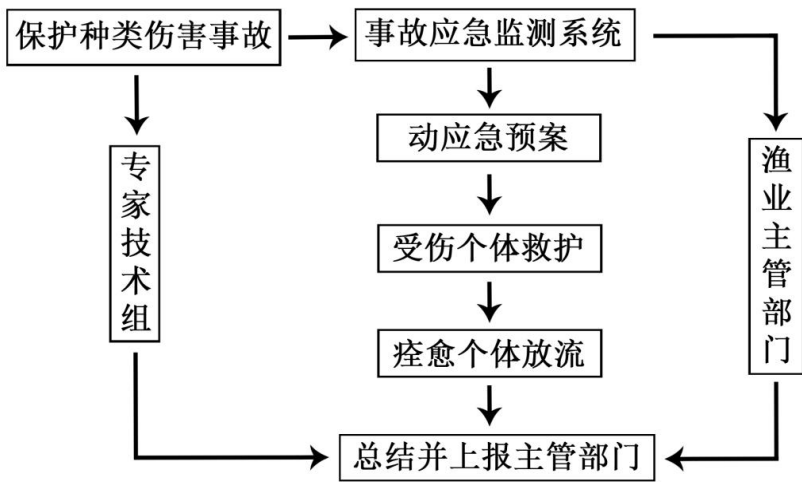 保护种类伤害事故
事故应急监测系统
动应急预案
专家技术组
渔业主管部门
受伤个体救护
痊愈个体放流
总结并上报主管部门